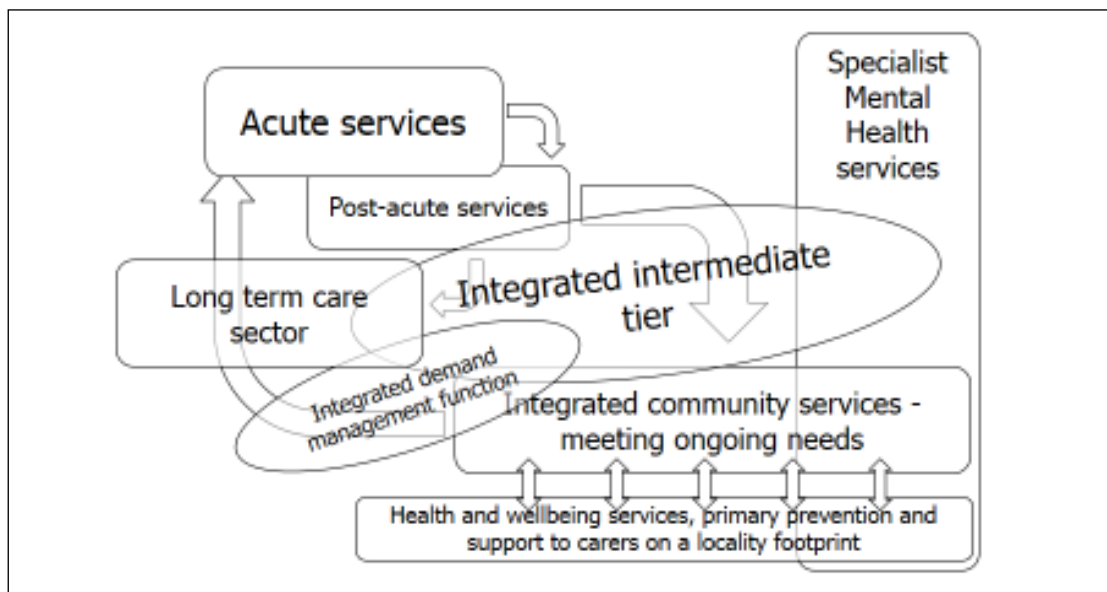 Acute services
Specialist
Mental
Health
services
Post-acute services
Integrated intermediate
tier
Long term care
sector
Integrated demand
management function
Integrated community services -
meeting ongoing needs
Health and wellbeing services, primary prevention and
support to carers on a locality footprint